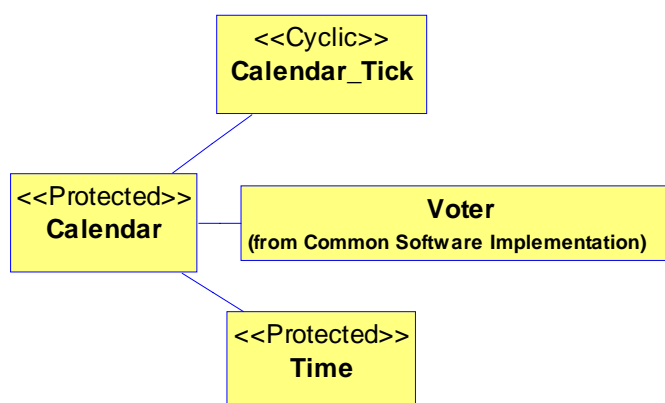 <<Cyclic>>
Calendar_Tick
<<Protected>>
Calendar
Voter
(from Common Software Implementation)
<<Protected>>
Time